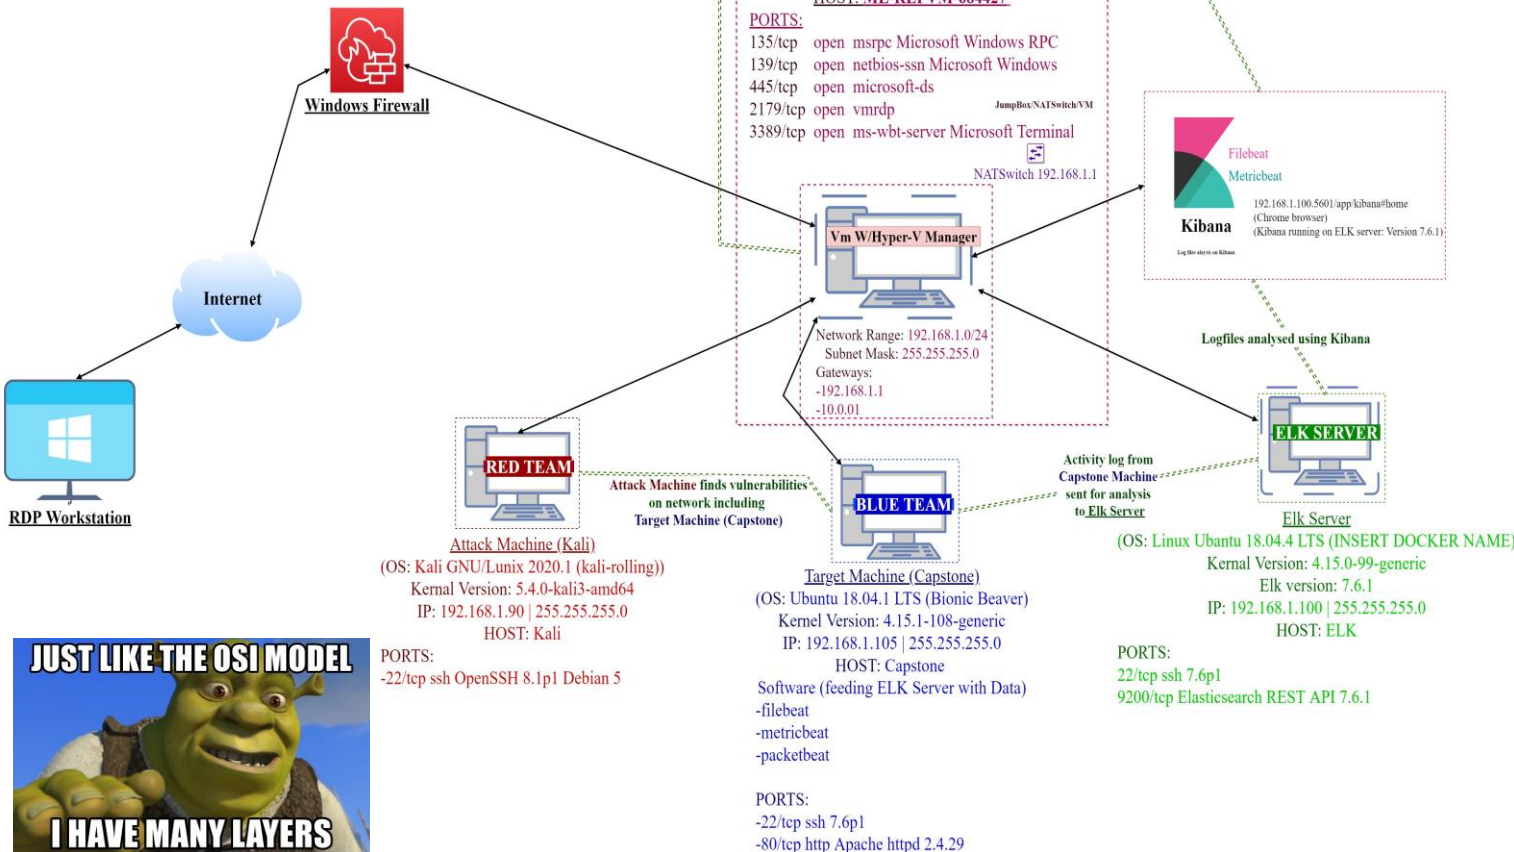 PORTS:
135/tcp open msrpc Microsoft Windows RPC
139/tcp open netbios-ssn Microsoft Windows
445/tcp open microsoft-ds
2179/tcp open vmrdp
3389/tcp open ms-wbt-server Microsoft Terminal
JumpBox/NATSwitch/VM
NATSwitch 192.168.1.1
Windows Firewall
Internet
RDP Workstation
Vm W/Hyper-V Manager
Network Range: 192.168.1.0/24
Subnet Mask: 255.255.255.0
Gateways:
-192.168.1.1
-10.0.01
Filebeat
Metricbeat
Kibana
192.168.1.100.5601/app/kibana#home
(Chrome browser)
(Kibana running on ELK server: Version 7.6.1)
Logfiles analysed using Kibana
RED TEAM
Attack Machine finds vulnerabilities
on network including
Target Machine (Capstone)
BLUE TEAM
Activity log from
Capstone Machine
sent for analysis
to Elk Server
ELK SERVER
Attack Machine (Kali)
(OS: Kali GNU/Lunix 2020.1 (kali-rolling))
Kernal Version: 5.4.0-kali3-amd64
IP: 192.168.1.90 | 255.255.255.0
HOST: Kali
PORTS:
-22/tcp ssh OpenSSH 8.1p1 Debian 5
Target Machine (Capstone)
(OS: Ubuntu 18.04.1 LTS (Bionic Beaver)
Kernel Version: 4.15.1-108-generic
IP: 192.168.1.105 | 255.255.255.0
HOST: Capstone
Software (feeding ELK Server with Data)
-filebeat
-metricbeat
-packetbeat
PORTS:
-22/tcp ssh 7.6p1
-80/tcp http Apache httpd 2.4.29
Elk Server
(OS: Linux Ubantu 18.04.4 LTS (INSERT DOCKER NAME)
Kernal Version: 4.15.0-99-generic
Elk version: 7.6.1
IP: 192.168.1.100 | 255.255.255.0
HOST: ELK
PORTS:
22/tcp ssh 7.6p1
9200/tcp Elasticsearch REST API 7.6.1
JUST LIKE THE OSI MODEL
I HAVE MANY LAYERS